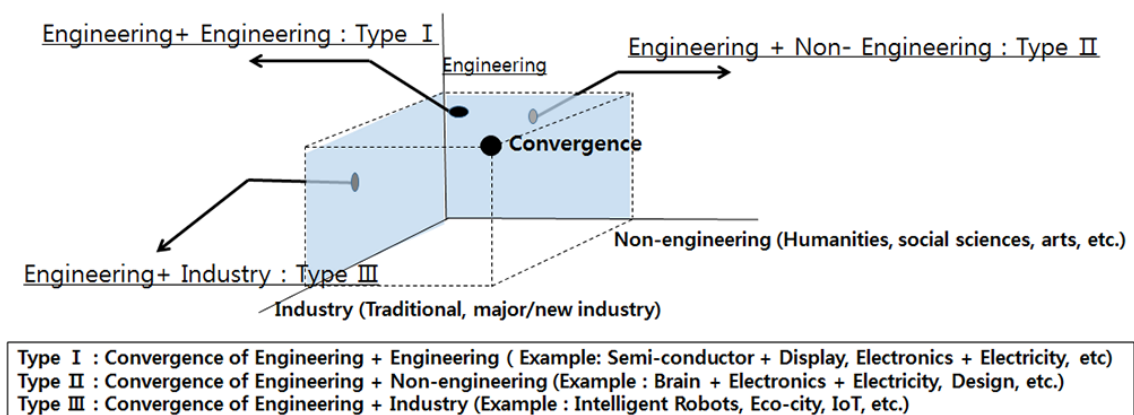 Engineering+ Engineering : Type Ⅰ
Engineering + Non- Engineering : Type Ⅱ
Engineering
Convergence
Non-engineering (Humanities, social sciences, arts, etc.)
Engineering+ Industry : Type Ⅲ
Industry (Traditional, major/new industry)
Type Ⅰ : Convergence of Engineering + Engineering ( Example: Semi-conductor + Display, Electronics + Electricity, etc)
Type Ⅱ : Convergence of Engineering + Non-engineering (Example : Brain + Electronics + Electricity, Design, etc.)
Type Ⅲ : Convergence of Engineering + Industry (Example : Intelligent Robots, Eco-city, IoT, etc.)